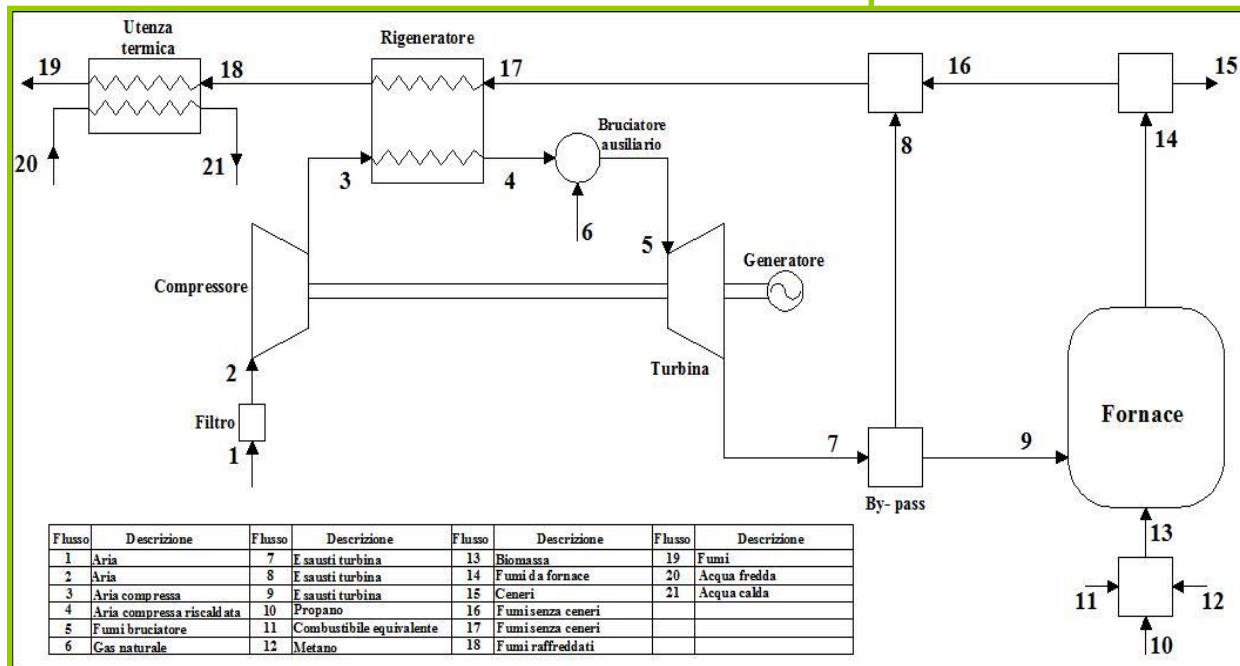 Utenza
termica
Rigeneratore
19
18
17
16
15
20
21
3
4
Bruciatore
ausiliario
8
14
6
5
Generatore
Compressore
2
Turbina
Filtro
1
7
9
Fornace
By- pass
13
11
12
10
Flusso Descrizione Flusso Descrizione Flusso Descrizione Flusso Descrizione
1 Aria 7 Esausti turbina 13 Biomassa 19 Fumi
2 Aria 8 Esausti turbina 14 Fumi da fornace 20 Acqua fredda
3 Aria compressa 9 Esausti turbina 15 Ceneri 21 Acqua calda
4 Aria compressa riscaldata 10 Propano 16 Fumi senza ceneri
5 Fumi bruciatore 11 Combustibile equivalente 17 Fumi senza ceneri
6 Gas naturale 12 Metano 18 Fumi raffreddati